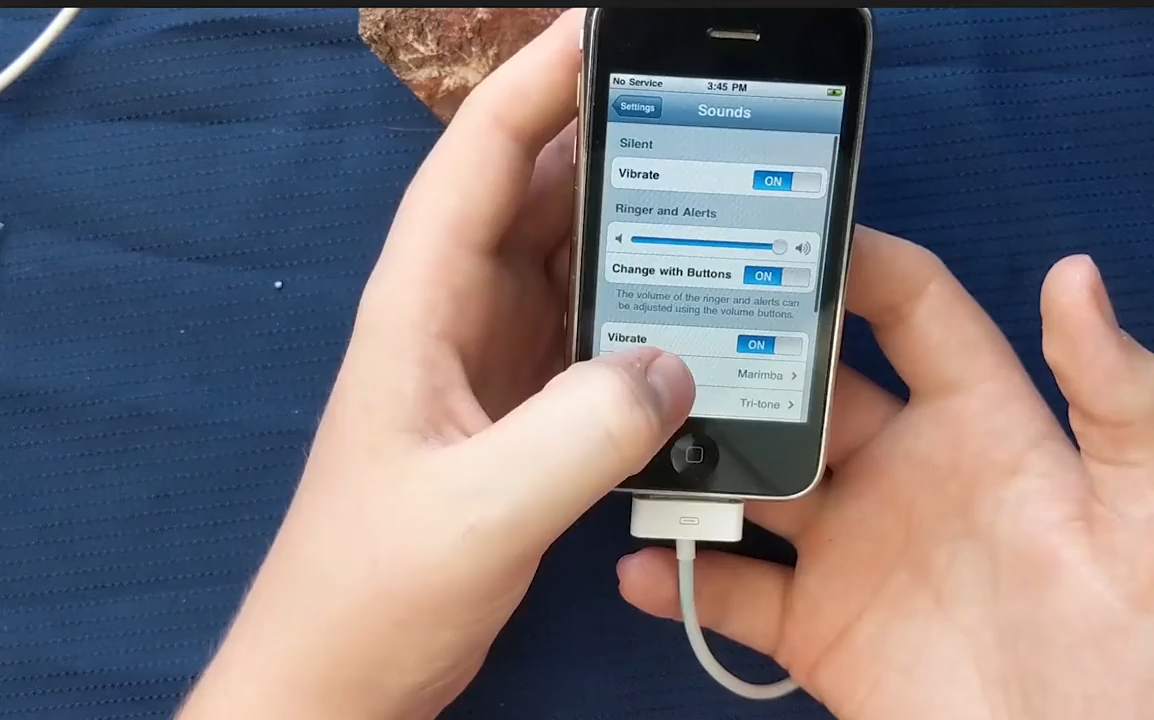 No Service 3:45 PM
Settings Sounds
Silent
Vibrate ON
Ringer and Alerts
Change with Buttons ON
The volume of the ringer and alerts can
be adjusted using the volume buttons.
Vibrate ON
Marimba
Tri-tone